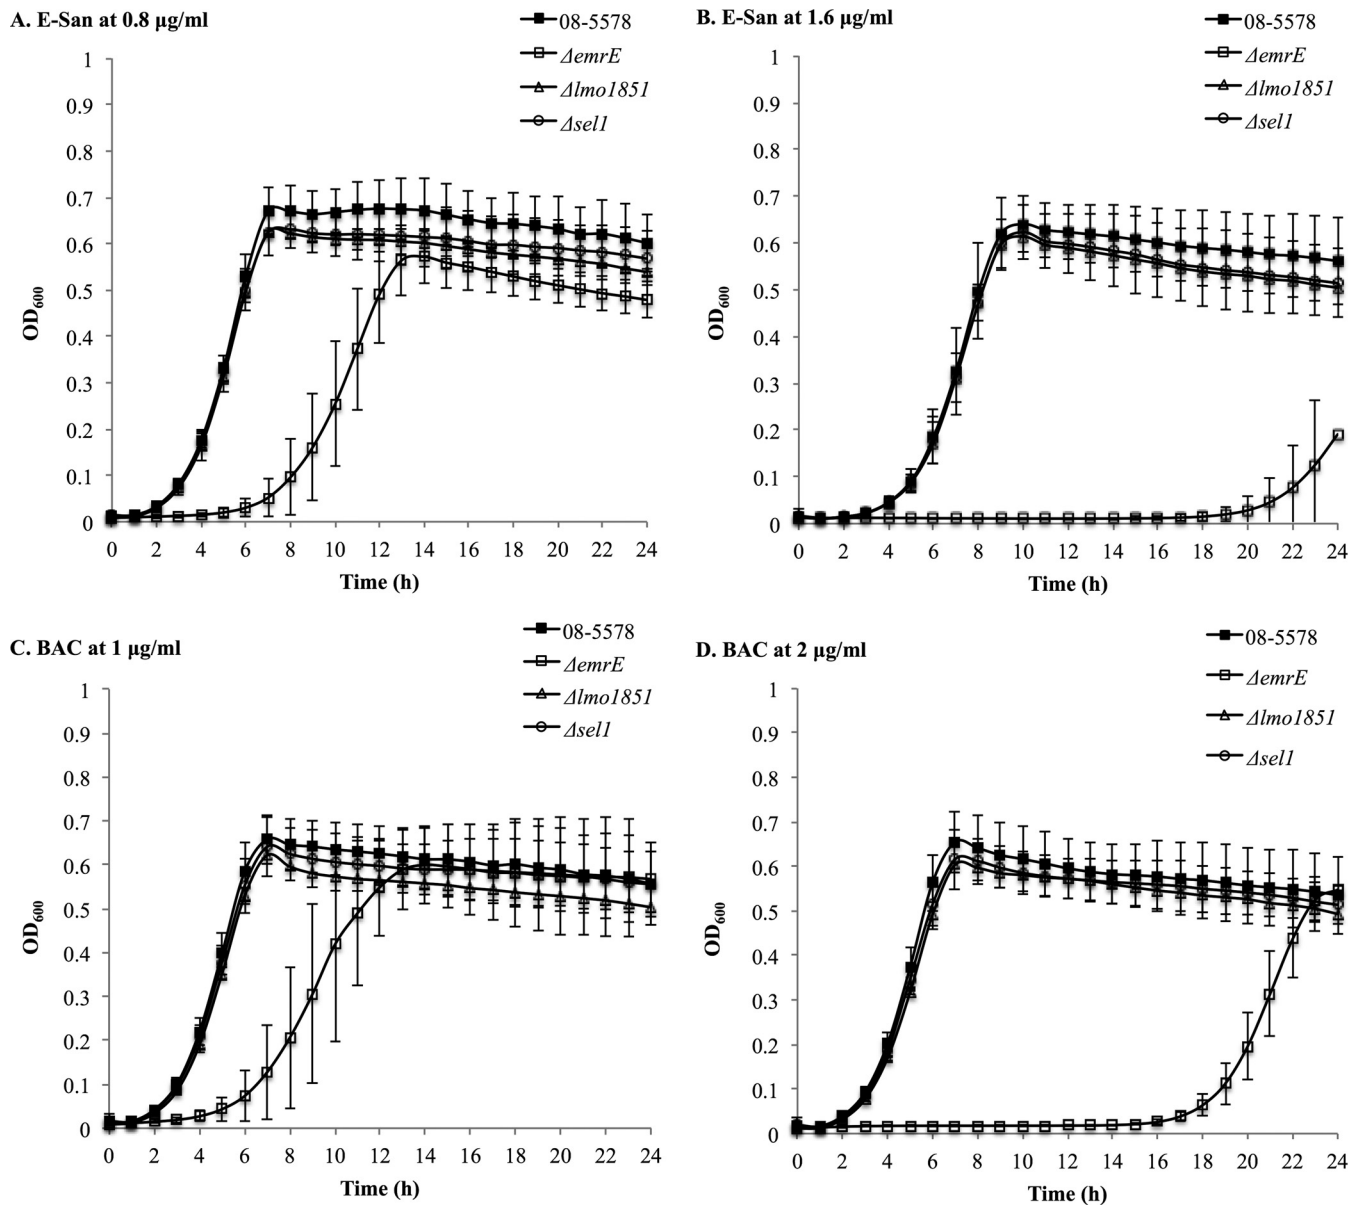 A. E-San at 0.8 µg/ml
08-5578
ΔemrE
Δlmo1851
Δsel1
1
0.9
0.8
0.7
0.6
0.5
0.4
0.3
0.2
0.1
0
OD600
0 2 4 6 8 10 12 14 16 18 20 22 24
Time (h)
B. E-San at 1.6 µg/ml
08-5578
ΔemrE
Δlmo1851
Δsel1
1
0.9
0.8
0.7
0.6
0.5
0.4
0.3
0.2
0.1
0
OD600
0 2 4 6 8 10 12 14 16 18 20 22 24
Time (h)
C. BAC at 1 µg/ml
08-5578
ΔemrE
Δlmo1851
Δsel1
1
0.9
0.8
0.7
0.6
0.5
0.4
0.3
0.2
0.1
0
OD600
0 2 4 6 8 10 12 14 16 18 20 22 24
Time (h)
D. BAC at 2 µg/ml
08-5578
ΔemrE
Δlmo1851
Δsel1
1
0.9
0.8
0.7
0.6
0.5
0.4
0.3
0.2
0.1
0
OD600
0 2 4 6 8 10 12 14 16 18 20 22 24
Time (h)